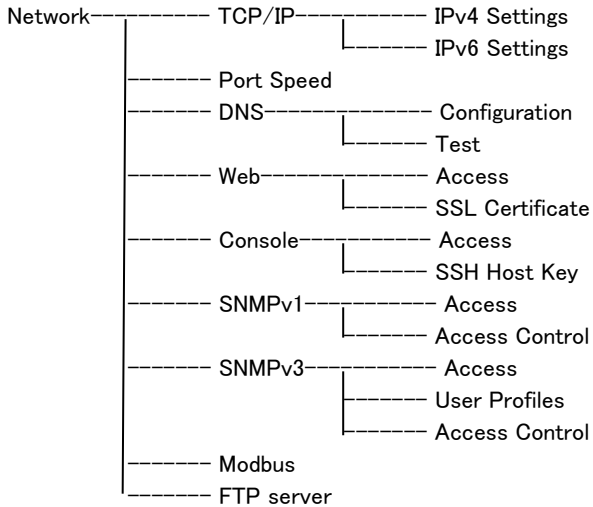 Network TCP/IP IPv4 Settings
IPv6 Settings
Port Speed
DNS Configuration
Test
Web Access
SSL Certificate
Console Access
SSH Host Key
SNMPv1 Access
Access Control
SNMPv3 Access
User Profiles
Access Control
Modbus
FTP server